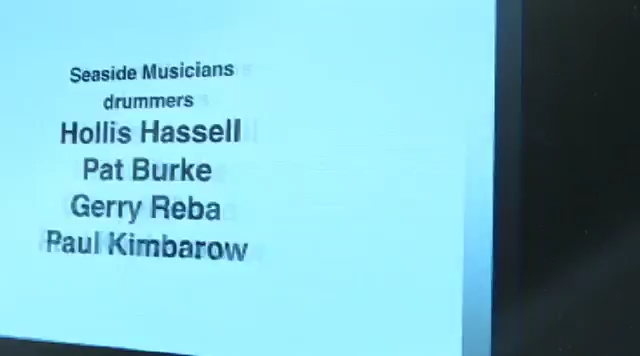 Seaside Musicians
drummers
Hollis Hassell
Pat Burke
Gerry Reba
Paul Kimbarow